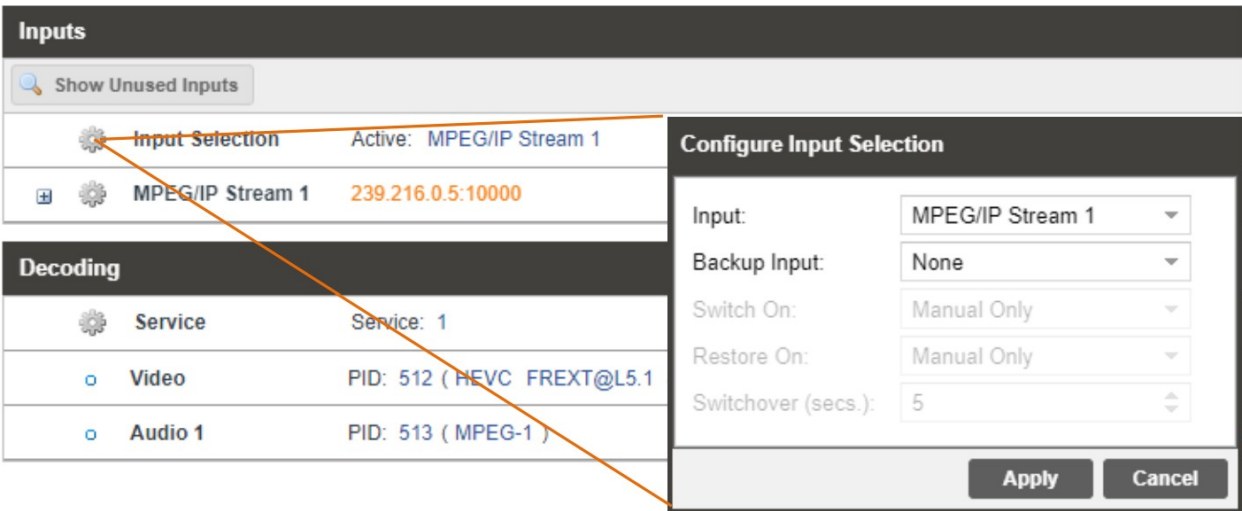 Inputs
Show Unused Inputs
Input Selection Active: MPEG/IP Stream 1
MPEG/IP Stream 1 239.216.0.5:10000
Decoding
Service Service: 1
Video PID: 512 ( HEVC FREXT@L5.1
Audio 1 PID: 513 ( MPEG-1 )
Configure Input Selection
Input: MPEG/IP Stream 1
Backup Input: None
Switch On: Manual Only
Restore On: Manual Only
Switchover (secs.): 5
Apply Cancel